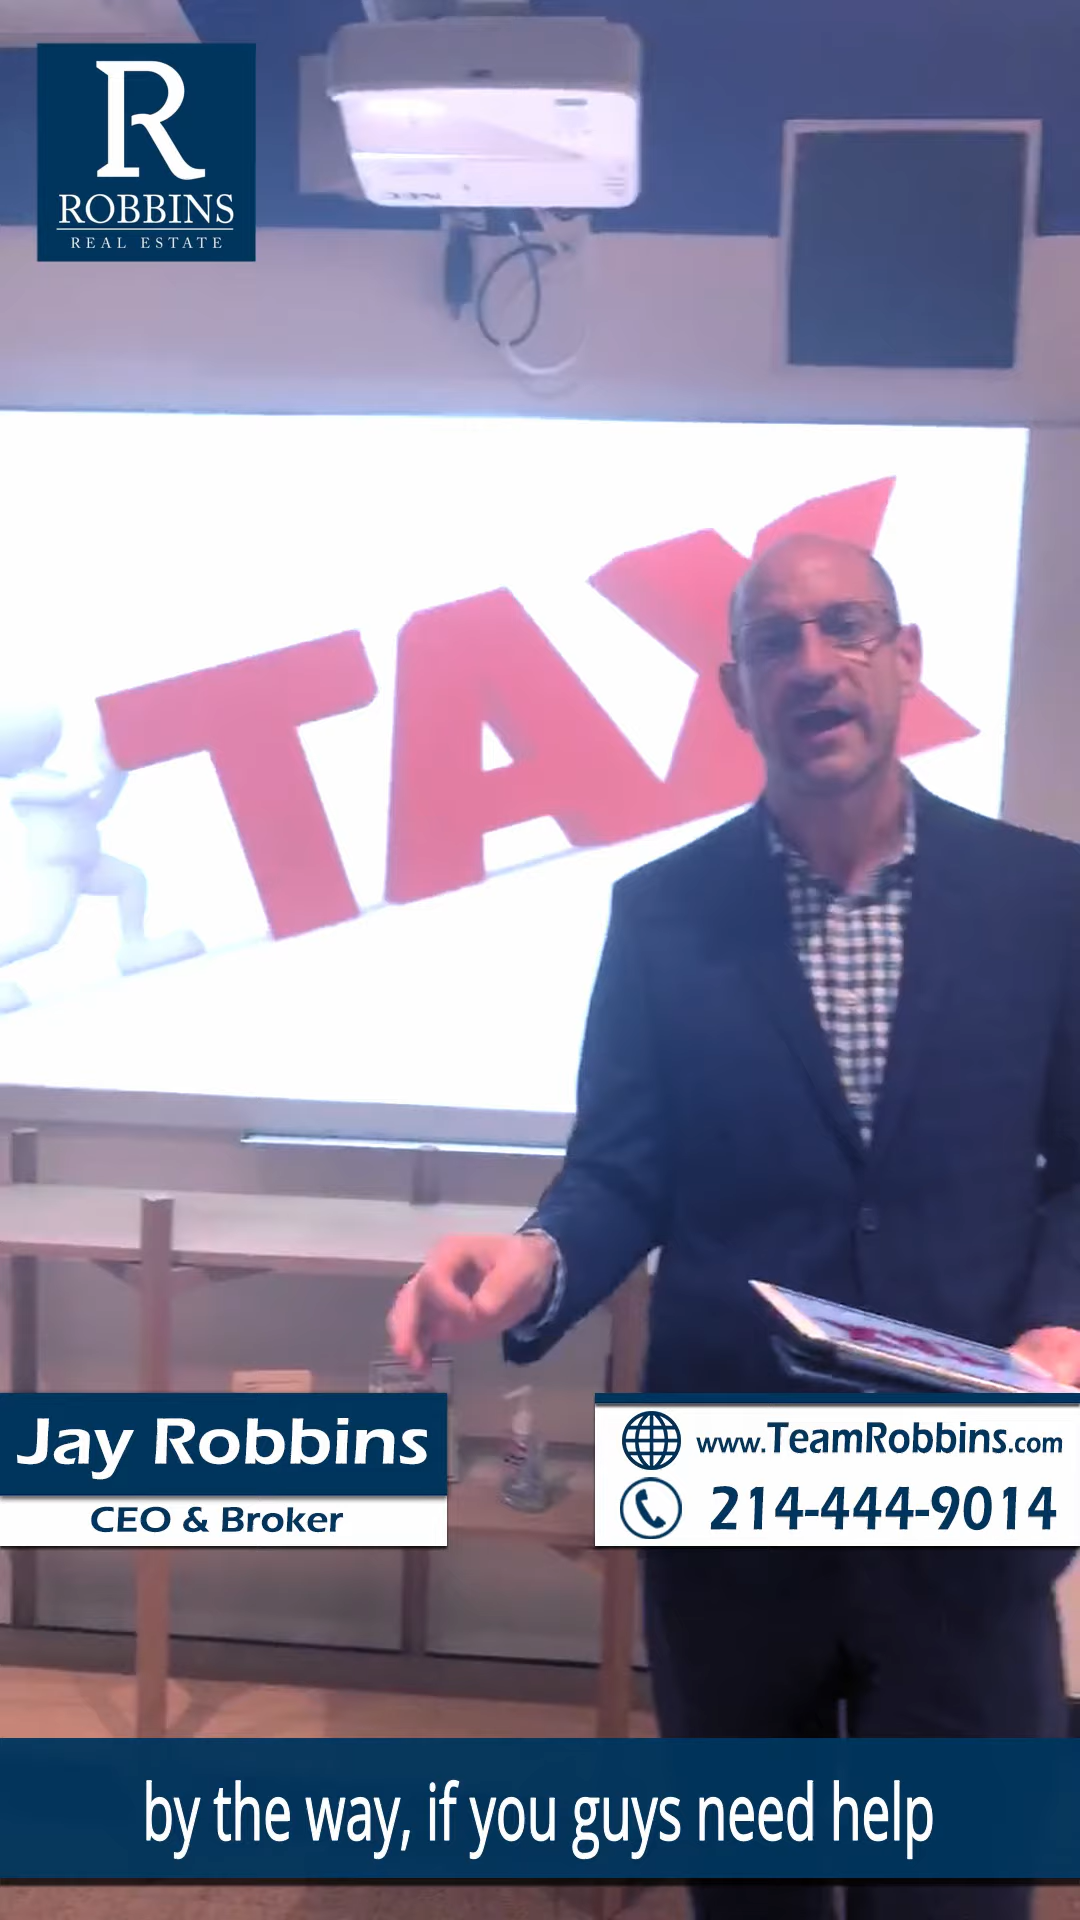 R
ROBBINS
REAL ESTATE
NEC
TAX
Jay Robbins
CEO & Broker
www.TeamRobbins.com
214-444-9014
by the way, if you guys need help